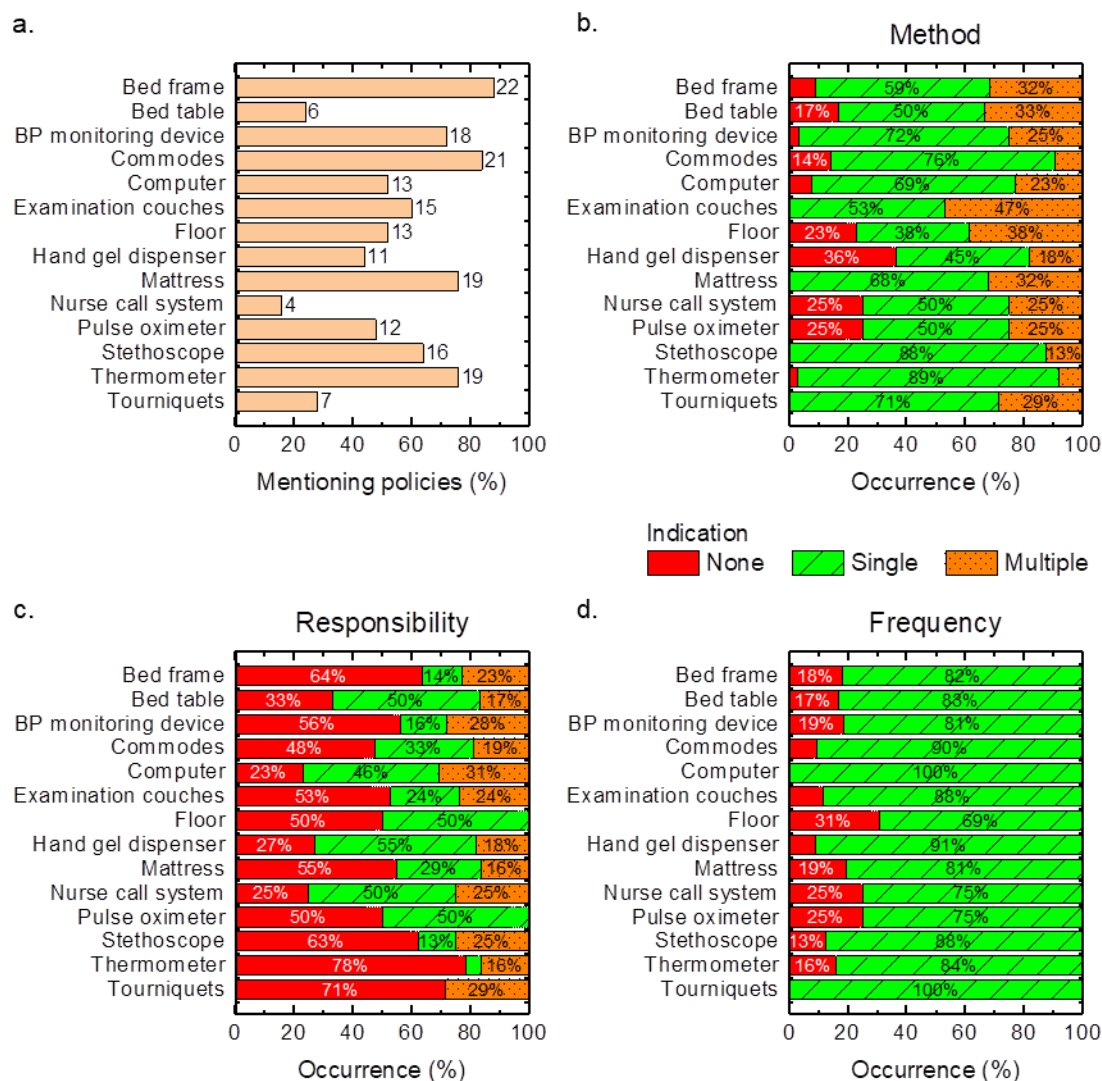 a.
Bed frame 22
Bed table 6
BP monitoring device 18
Commodes 21
Computer 13
Examination couches 15
Floor 13
Hand gel dispenser 11
Mattress 19
Nurse call system 4
Pulse oximeter 12
Stethoscope 16
Thermometer 19
Tourniquets 7
0 20 40 60 80 100
Mentioning policies (%)
b.
Method
Bed frame 59% 32%
Bed table 17% 50% 33%
BP monitoring device 72% 25%
Commodes 14% 76%
Computer 69% 23%
Examination couches 53% 47%
Floor 23% 38% 38%
Hand gel dispenser 36% 45% 18%
Mattress 68% 32%
Nurse call system 25% 50% 25%
Pulse oximeter 25% 50% 25%
Stethoscope 88% 13%
Thermometer 89%
Tourniquets 71% 29%
0 20 40 60 80 100
Occurrence (%)
Indication
None Single Multiple
c.
Responsibility
Bed frame 64% 14% 23%
Bed table 33% 50% 17%
BP monitoring device 56% 16% 28%
Commodes 48% 33% 19%
Computer 23% 46% 31%
Examination couches 53% 24% 24%
Floor 50% 50%
Hand gel dispenser 27% 55% 18%
Mattress 55% 29% 16%
Nurse call system 25% 50% 25%
Pulse oximeter 50% 50%
Stethoscope 63% 13% 25%
Thermometer 78% 16%
Tourniquets 71% 29%
0 20 40 60 80 100
Occurrence (%)
d.
Frequency
Bed frame 18% 82%
Bed table 17% 83%
BP monitoring device 19% 81%
Commodes 90%
Computer 100%
Examination couches 88%
Floor 31% 69%
Hand gel dispenser 91%
Mattress 19% 81%
Nurse call system 25% 75%
Pulse oximeter 25% 75%
Stethoscope 13% 88%
Thermometer 16% 84%
Tourniquets 100%
0 20 40 60 80 100
Occurrence (%)